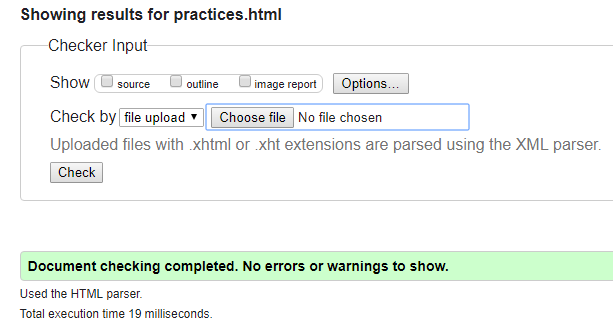 Showing results for practices.html
Checker Input
Show source outline image report Options...
Check by file upload Choose file No file chosen
Uploaded files with .xhtml or .xht extensions are parsed using the XML parser.
Check
Document checking completed. No errors or warnings to show.
Used the HTML parser.
Total execution time 19 milliseconds.